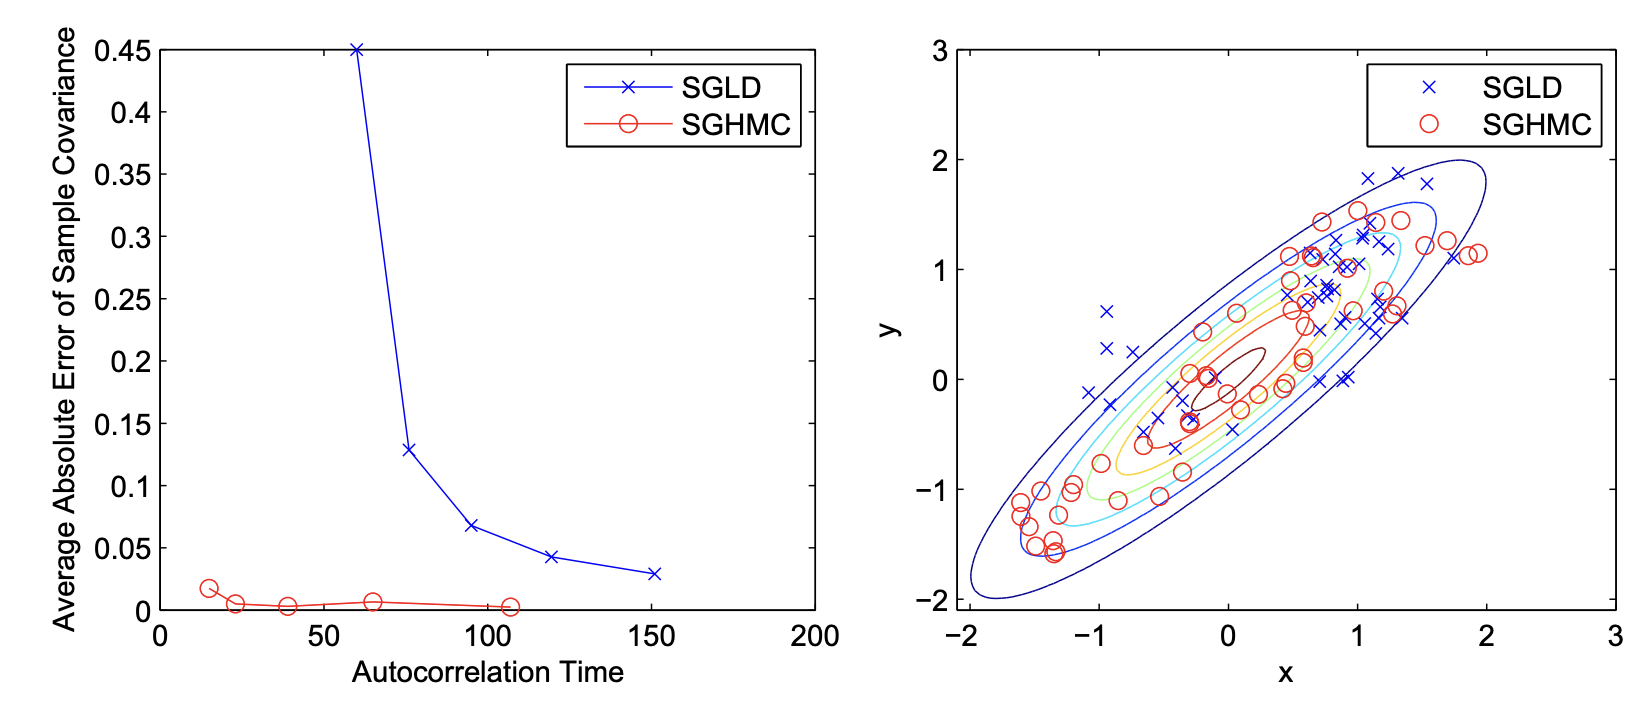 Average Absolute Error of Sample Covariance
0.45
0.4
0.35
0.3
0.25
0.2
0.15
0.1
0.05
0
0 50 100 150 200
Autocorrelation Time
SGLD
SGHMC
y
3
2
1
0
−1
−2
−2 −1 0 1 2 3
x
SGLD
SGHMC